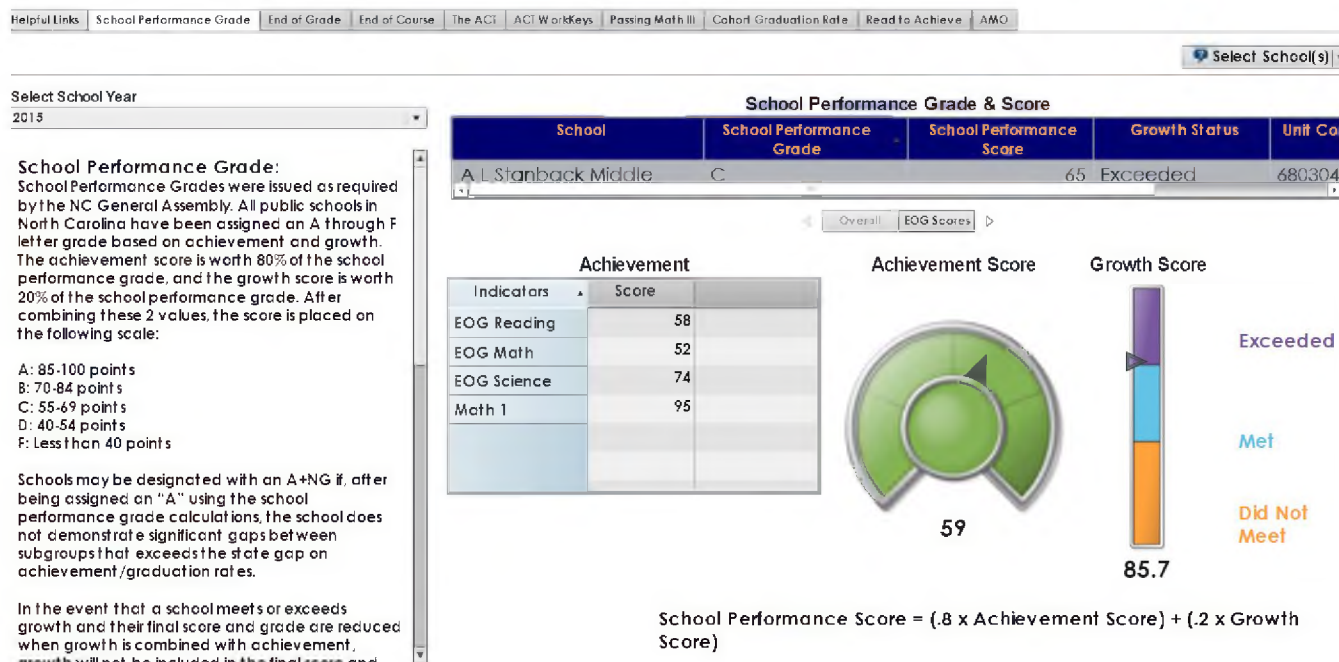 Helpful Links School Performance Grade End of Grade End of Course The ACT ACT WorkKeys Passing Math III Cohort Graduation Rate Read to Achieve AMO
Select School(s)
Select School Year
2015
School Performance Grade:
School Performance Grades were issued as required
by the NC General Assembly. All public schools in
North Carolina have been assigned an A through F
letter grade based on achievement and growth.
The achievement score is worth 80% of the school
performance grade, and the growth score is worth
20% of the school performance grade. After
combining these 2 values, the score is placed on
the following scale:
A: 85-100 points
B: 70-84 points
C: 55-69 points
D: 40-54 points
F: Less than 40 points
Schools may be designated with an A+NG if, after
being assigned an "A" using the school
performance grade calculations, the school does
not demonstrate significant gaps between
subgroups that exceeds the state gap on
achievement/graduation rates.
In the event that a school meets or exceeds
growth and their final score and grade are reduced
when growth is combined with achievement,
growth will not be included in the final score and
School Performance Grade & Score
School School Performance Grade School Performance Score Growth Status Unit Co
A L Stanback Middle C 65 Exceeded 680304
Overall EOG Scores
Achievement
Indicators Score
EOG Reading 58
EOG Math 52
EOG Science 74
Math 1 95
Achievement Score
59
Growth Score
Exceeded
Met
Did Not
Meet
85.7
School Performance Score = (.8 x Achievement Score) + (.2 x Growth
Score)